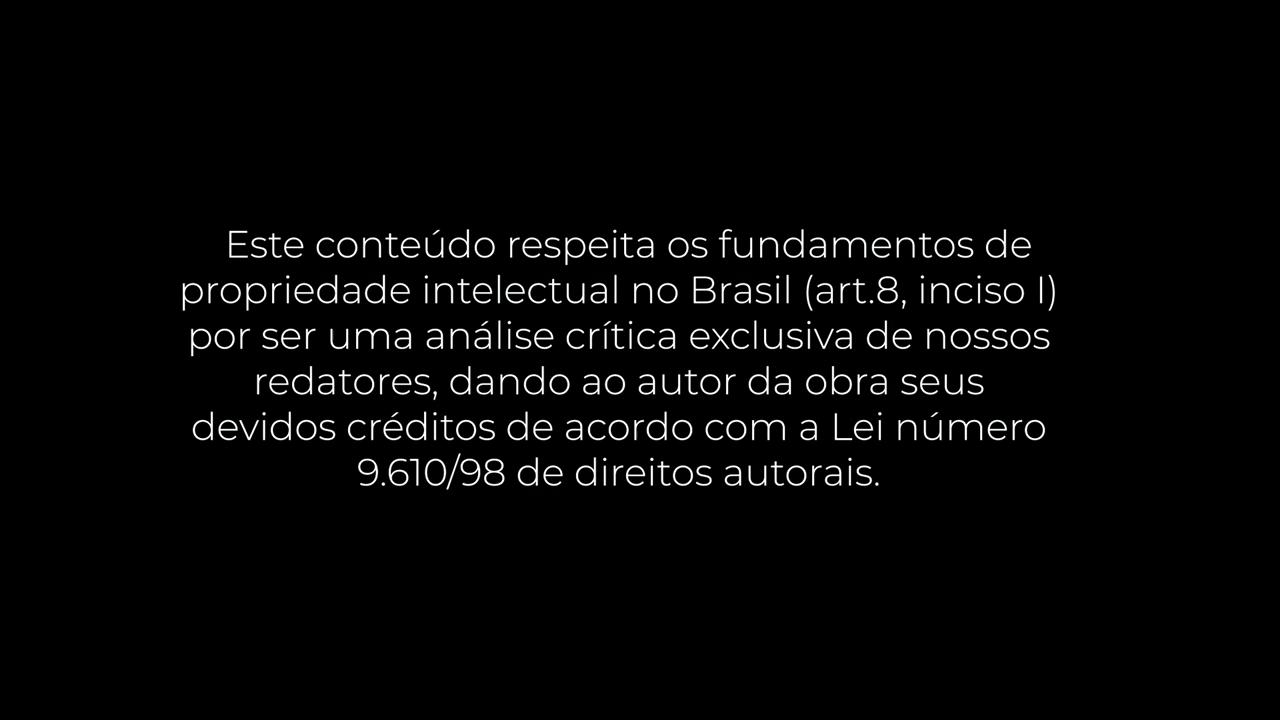 Este conteúdo respeita os fundamentos de
propriedade intelectual no Brasil (art.8, inciso I)
por ser uma análise crítica exclusiva de nossos
redatores, dando ao autor da obra seus
devidos créditos de acordo com a Lei número
9.610/98 de direitos autorais.